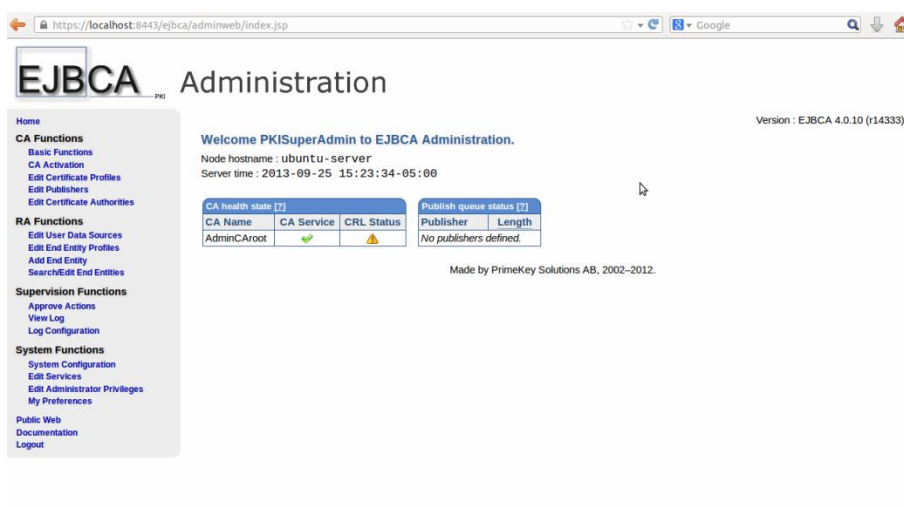 https://localhost:8443/ejbca/adminweb/index.jsp
Google
EJBCA PKI Administration
Version : EJBCA 4.0.10 (r14333)
Home
CA Functions
Basic Functions
CA Activation
Edit Certificate Profiles
Edit Publishers
Edit Certificate Authorities
RA Functions
Edit User Data Sources
Edit End Entity Profiles
Add End Entity
Search/Edit End Entities
Supervision Functions
Approve Actions
View Log
Log Configuration
System Functions
System Configuration
Edit Services
Edit Administrator Privileges
My Preferences
Public Web
Documentation
Logout
Welcome PKISuperAdmin to EJBCA Administration.
Node hostname : ubuntu-server
Server time : 2013-09-25 15:23:34-05:00
CA health state [?]
CA Name CA Service CRL Status
AdminCAroot
Publish queue status [?]
Publisher Length
No publishers defined.
Made by PrimeKey Solutions AB, 2002–2012.